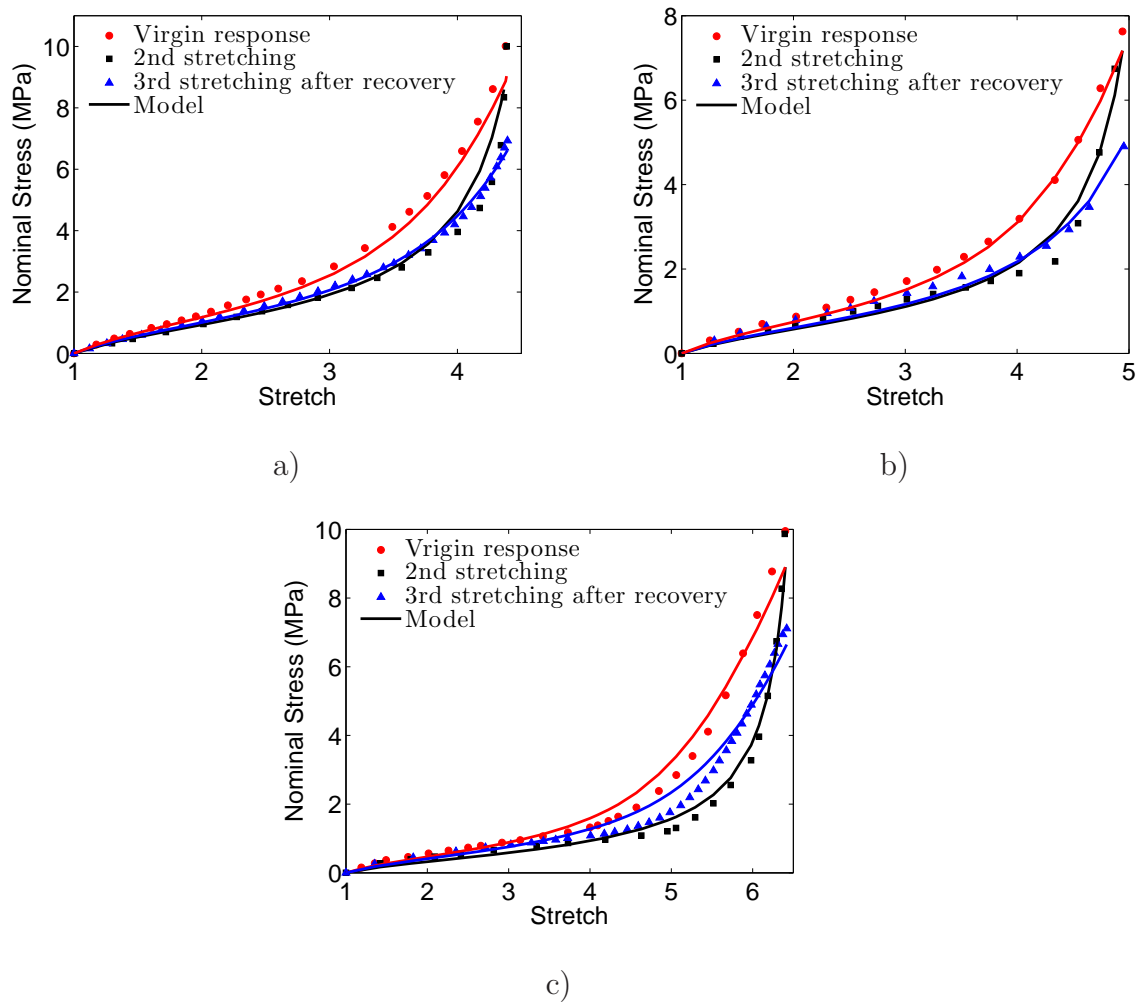 10
8
6
4
2
0
Nominal Stress (MPa)
Virgin response
2nd stretching
3rd stretching after recovery
Model
1
2
3
4
Stretch
a)
8
6
4
2
0
Nominal Stress (MPa)
Virgin response
2nd stretching
3rd stretching after recovery
Model
1
2
3
4
5
Stretch
b)
10
8
6
4
2
0
Nominal Stress (MPa)
Vrigin response
2nd stretching
3rd stretching after recovery
Model
1
2
3
4
5
6
Stretch
c)